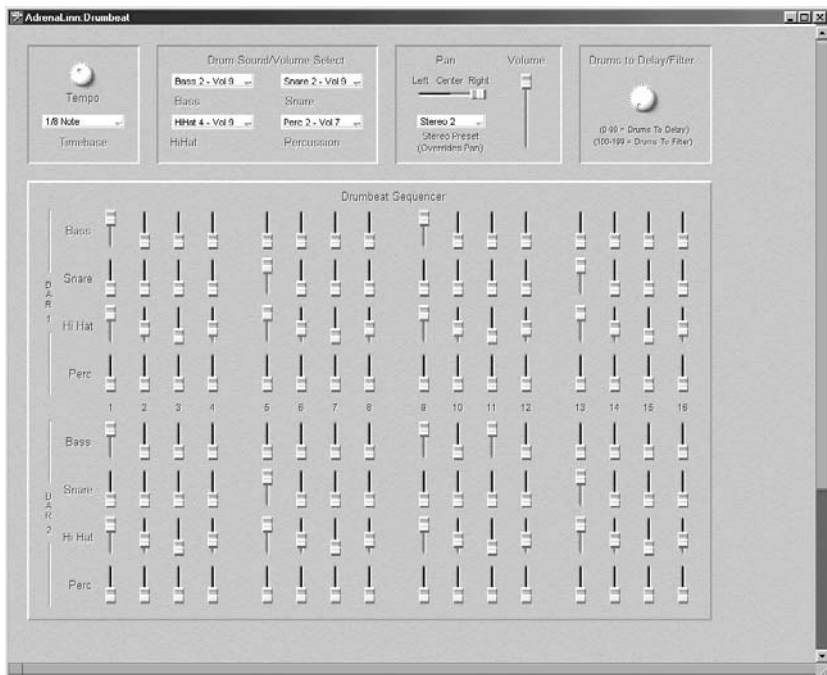 AdrenaLinn:Drumbeat
Drum Sound/Volume Select
Pan
Volume
Drums to Delay/Filter
Bass 2 - Vol 9
Snare 2 - Vol 9
Left Center Right
Tempo
Bass
Snare
1/8 Note
HiHat 4 - Vol 9
Perc 2 - Vol 7
Stereo 2
Timebase
HiHat
Percussion
Stereo Preset
(Overrides Pan)
(0-99 = Drums To Delay)
(100-199 = Drums To Filter)
Drumbeat Sequencer
BAR 1
Bass
Snare
Hi Hat
Perc
1 2 3 4 5 6 7 8 9 10 11 12 13 14 15 16
BAR 2
Bass
Snare
Hi Hat
Perc